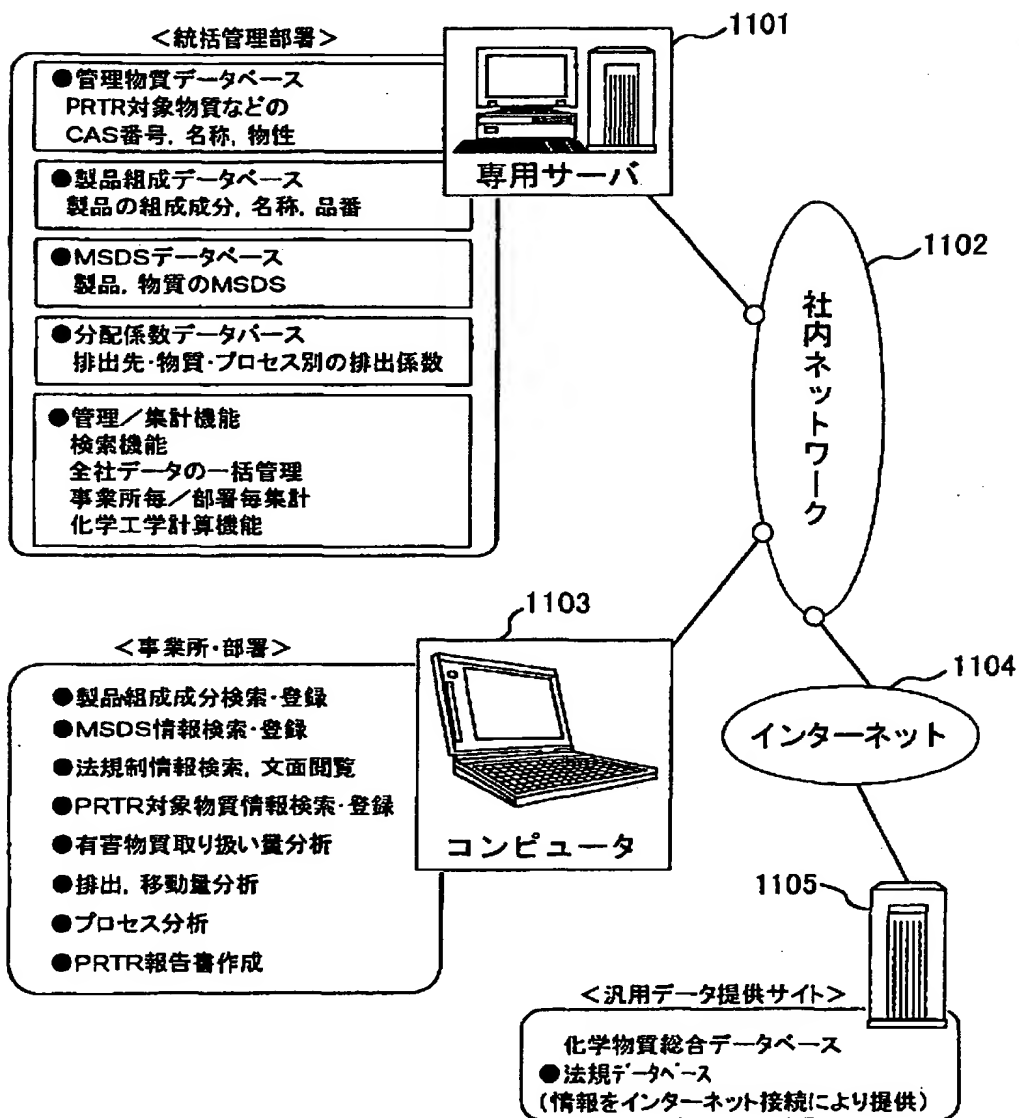 <統括管理部署>
●管理物質データベース
PRTR対象物質などの
CAS番号, 名称, 物性
●製品組成データベース
製品の組成成分, 名称, 品番
●MSDSデータベース
製品, 物質のMSDS
●分配係数データバース
排出先・物質・プロセス別の排出係数
●管理／集計機能
検索機能
全社データの一括管理
事業所毎／部署毎集計
化学工学計算機能
1101
専用サーバ
1102
社内ネットワーク
1103
コンピュータ
<事業所・部署>
●製品組成成分検索・登録
●MSDS情報検索・登録
●法規制情報検索, 文面閲覧
●PRTR対象物質情報検索・登録
●有害物質取り扱い量分析
●排出, 移動量分析
●プロセス分析
●PRTR報告書作成
1104
インターネット
1105
<汎用データ提供サイト>
化学物質総合データベース
●法規データベース
(情報をインターネット接続により提供)